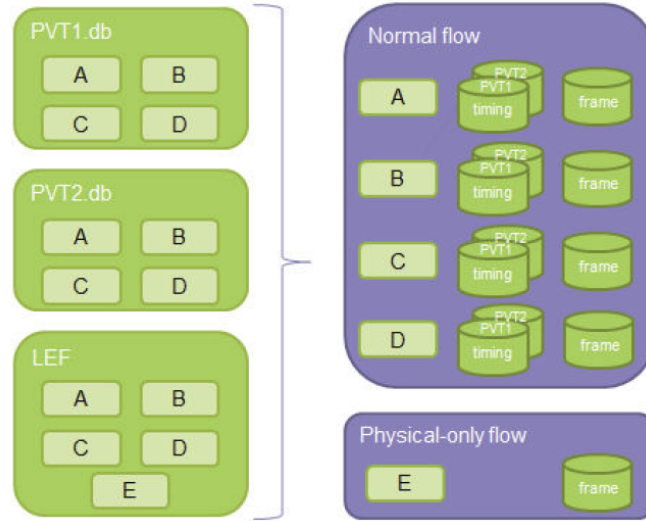 PVT1.db
A B
C D
PVT2.db
A B
C D
LEF
A B
C D
E
Normal flow
A PVT2 PVT1 timing frame
B PVT2 PVT1 timing frame
C PVT2 PVT1 timing frame
D PVT2 PVT1 timing frame
Physical-only flow
E frame